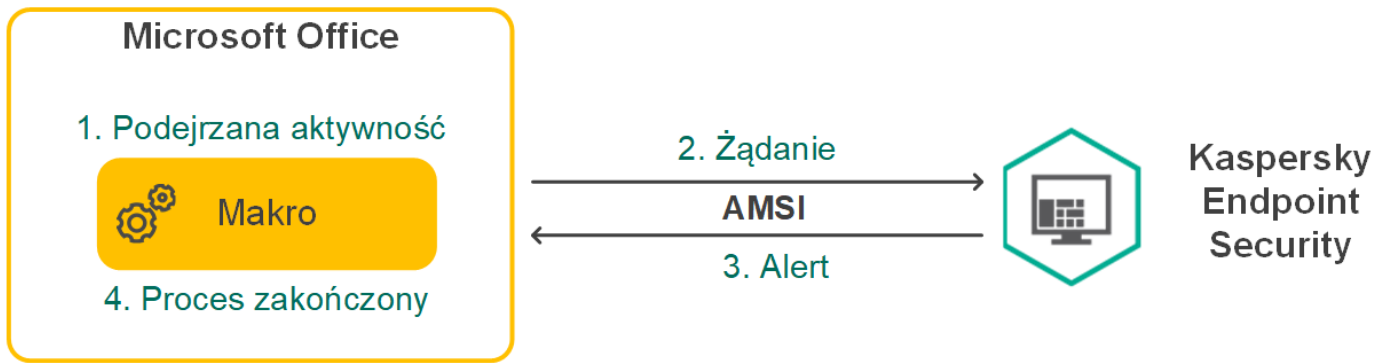 Microsoft Office
1. Podejrzana aktywność
Makro
4. Proces zakończony
2. Żądanie
AMSI
3. Alert
Kaspersky
Endpoint
Security